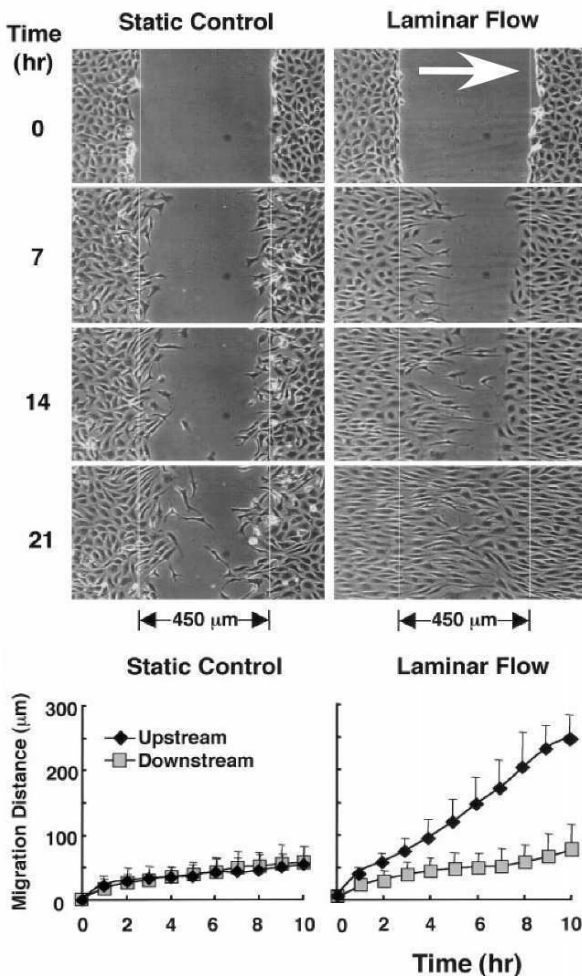 Static Control
Laminar Flow
Time
(hr)
0
7
14
21
450 μm
450 μm
Static Control
Laminar Flow
Migration Distance (μm)
300
200
100
0
Upstream
Downstream
0 2 4 6 8 10
0 2 4 6 8 10
Time (hr)